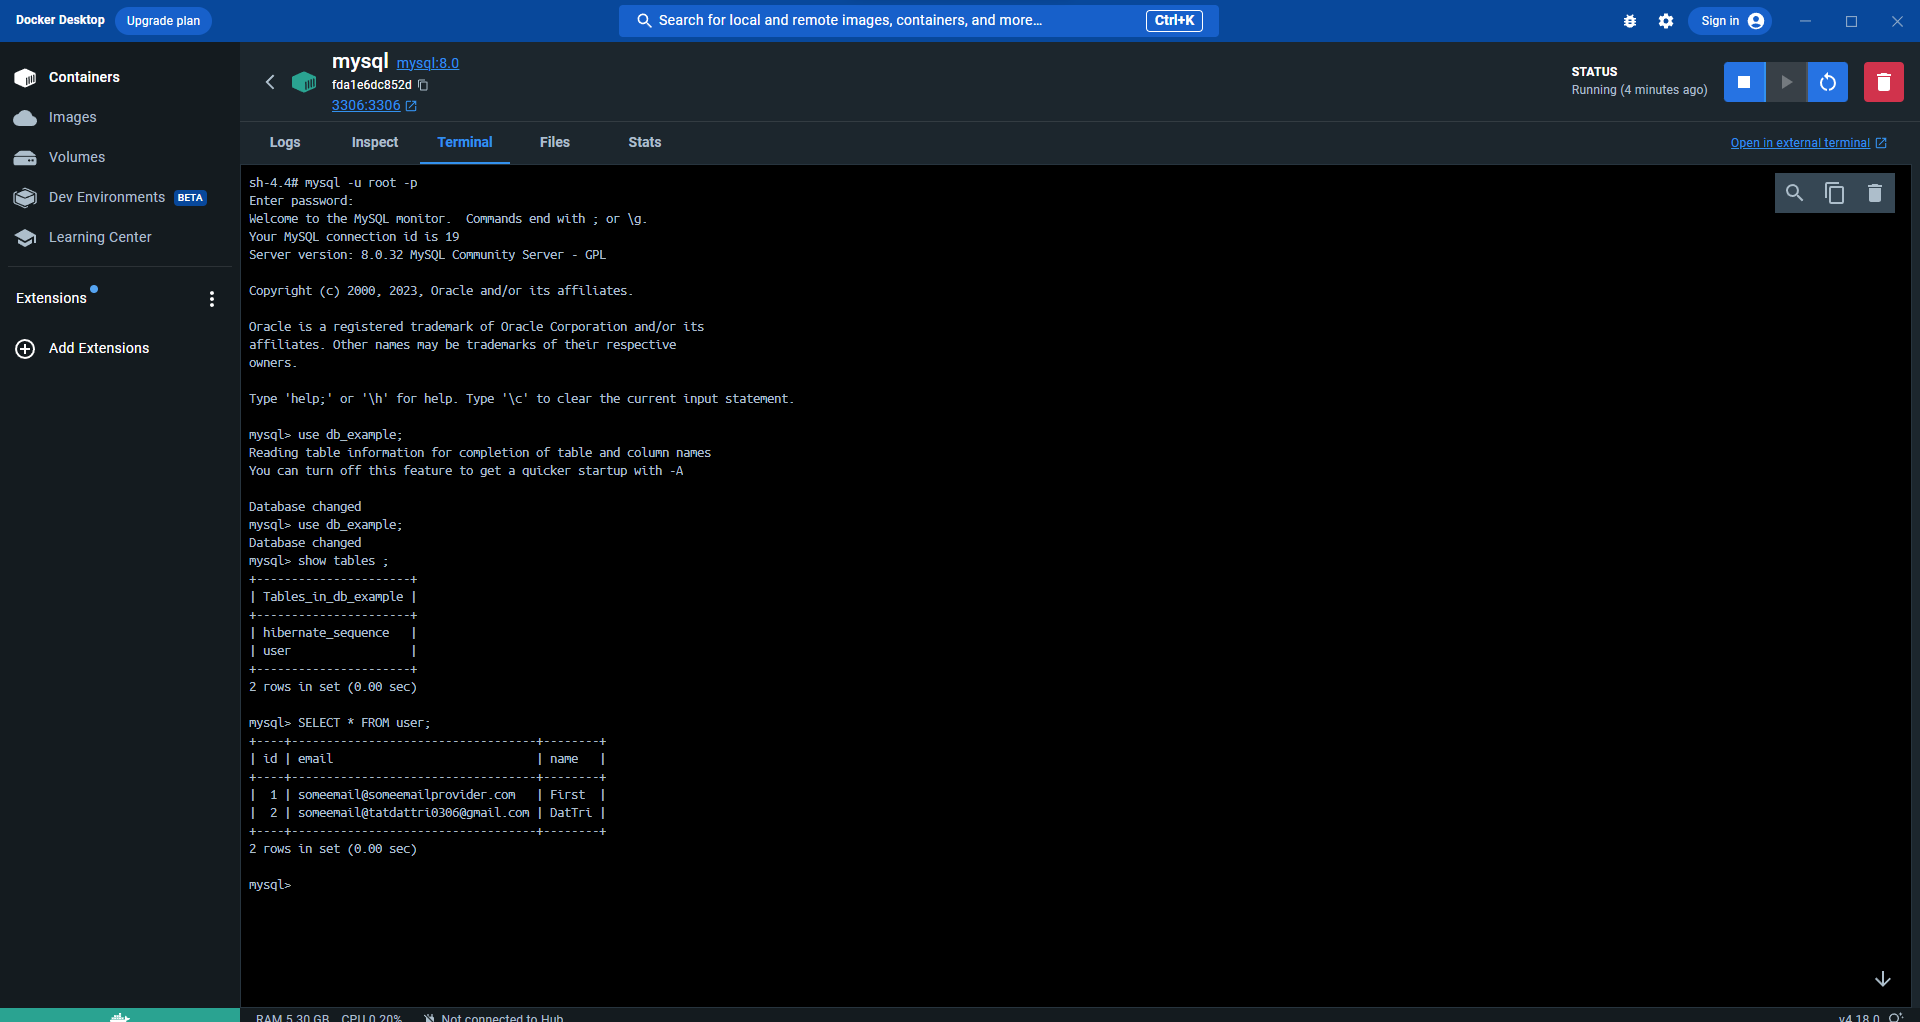 Docker Desktop
Upgrade plan
Search for local and remote images, containers, and more...
Ctrl+K
Sign in
Containers
Images
Volumes
Dev Environments BETA
Learning Center
Extensions
Add Extensions
mysql mysql:8.0
fda1e6dc852d
3306:3306
STATUS
Running (4 minutes ago)
Logs Inspect Terminal Files Stats
Open in external terminal
sh-4.4# mysql -u root -p
Enter password:
Welcome to the MySQL monitor.  Commands end with ; or \g.
Your MySQL connection id is 19
Server version: 8.0.32 MySQL Community Server - GPL
Copyright (c) 2000, 2023, Oracle and/or its affiliates.
Oracle is a registered trademark of Oracle Corporation and/or its
affiliates. Other names may be trademarks of their respective
owners.
Type 'help;' or '\h' for help. Type '\c' to clear the current input statement.
mysql> use db_example;
Reading table information for completion of table and column names
You can turn off this feature to get a quicker startup with -A
Database changed
mysql> use db_example;
Database changed
mysql> show tables ;
+----------------------+
| Tables_in_db_example |
+----------------------+
| hibernate_sequence   |
| user                 |
+----------------------+
2 rows in set (0.00 sec)
mysql> SELECT * FROM user;
+----+-----------------------------------+--------+
| id | email                             | name   |
+----+-----------------------------------+--------+
|  1 | someemail@someemailprovider.com   | First  |
|  2 | someemail@tatdattri0306@gmail.com | DatTri |
+----+-----------------------------------+--------+
2 rows in set (0.00 sec)
mysql>
RAM 5.30 GB CPU 0.20% Not connected to Hub
v4.18.0